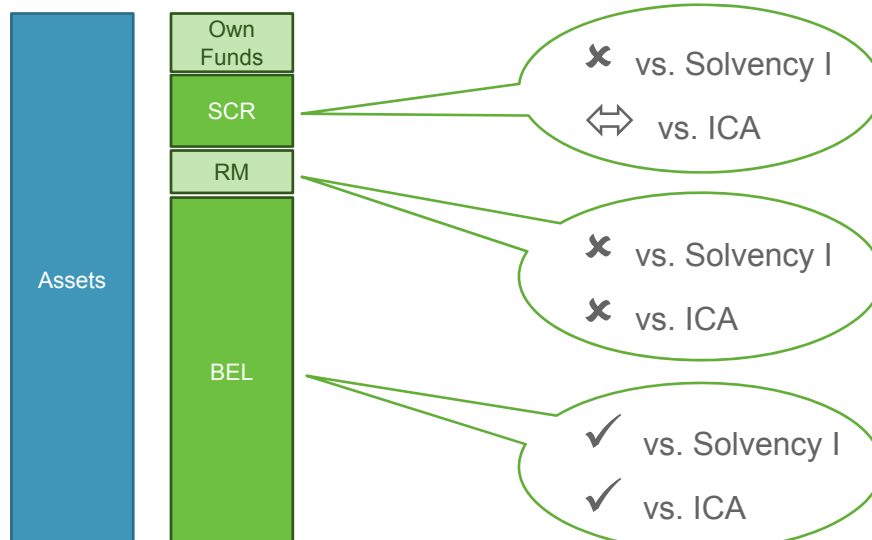 Assets
Own
Funds
SCR
RM
BEL
✘ vs. Solvency I
⇔ vs. ICA
✘ vs. Solvency I
✘ vs. ICA
✓ vs. Solvency I
✓ vs. ICA